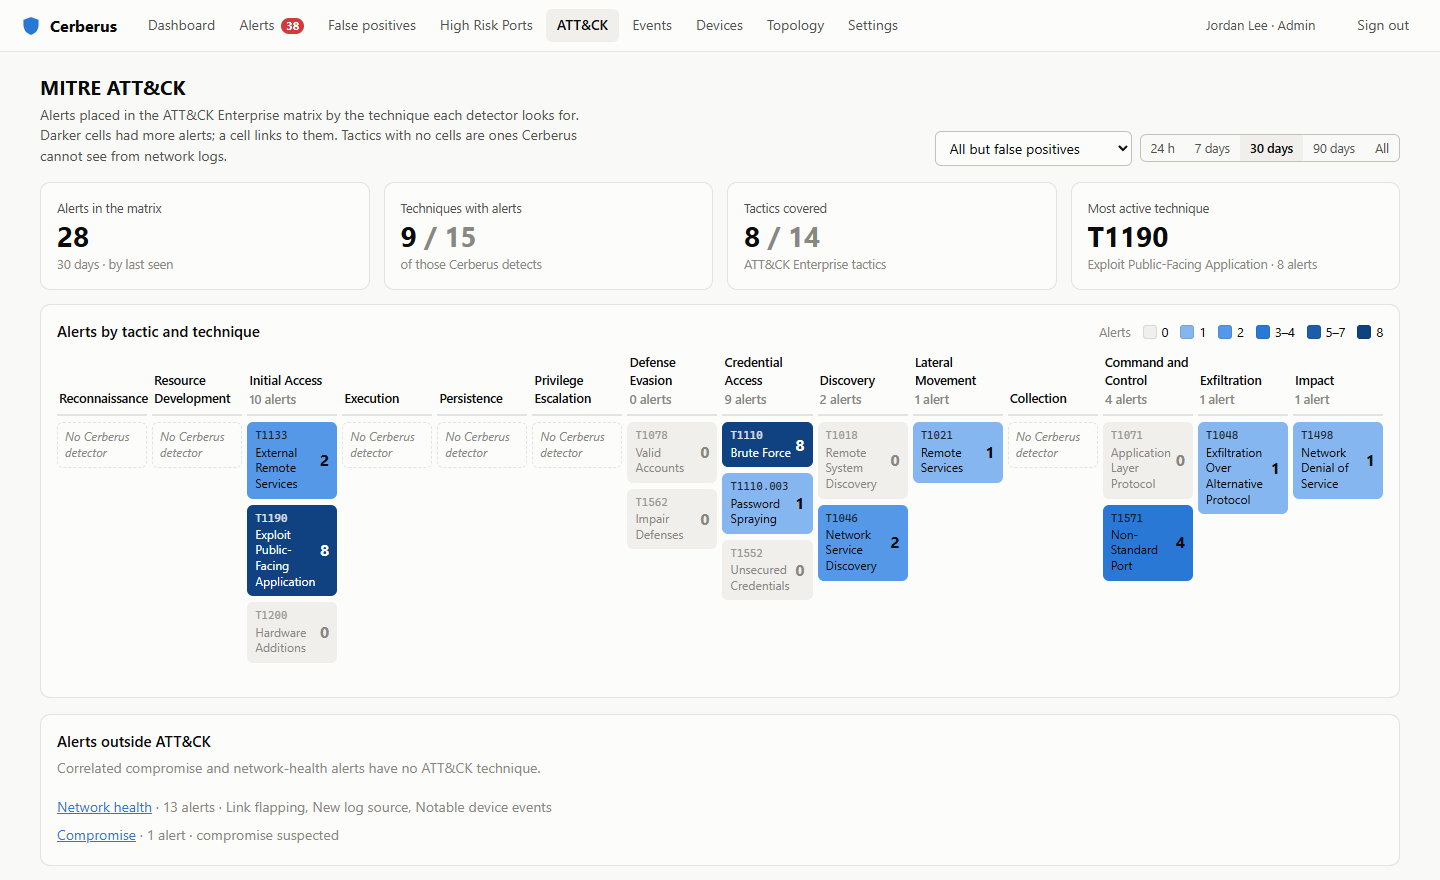 Cerberus Dashboard Alerts 38 False positives High Risk Ports ATT&CK Events Devices Topology Settings Jordan Lee · Admin Sign out
MITRE ATT&CK
Alerts placed in the ATT&CK Enterprise matrix by the technique each detector looks for.
Darker cells had more alerts; a cell links to them. Tactics with no cells are ones Cerberus
cannot see from network logs.
All but false positives 24 h 7 days 30 days 90 days All
Alerts in the matrix
28
30 days · by last seen
Techniques with alerts
9 / 15
of those Cerberus detects
Tactics covered
8 / 14
ATT&CK Enterprise tactics
Most active technique
T1190
Exploit Public-Facing Application · 8 alerts
Alerts by tactic and technique
Alerts 0 1 2 3–4 5–7 8
Reconnaissance
No Cerberus
detector
Resource
Development
No Cerberus
detector
Initial Access
10 alerts
T1133
External
Remote
Services
2
T1190
Exploit
Public-
Facing
Application
8
T1200
Hardware
Additions
0
Execution
No Cerberus
detector
Persistence
No Cerberus
detector
Privilege
Escalation
No Cerberus
detector
Defense
Evasion
0 alerts
T1078
Valid
Accounts
0
T1562
Impair
Defenses
0
Credential
Access
9 alerts
T1110
Brute Force
8
T1110.003
Password
Spraying
1
T1552
Unsecured
Credentials
0
Discovery
2 alerts
T1018
Remote
System
Discovery
0
T1046
Network
Service
Discovery
2
Lateral
Movement
1 alert
T1021
Remote
Services
1
Collection
No Cerberus
detector
Command and
Control
4 alerts
T1071
Application
Layer
Protocol
0
T1571
Non-
Standard
Port
4
Exfiltration
1 alert
T1048
Exfiltration
Over
Alternative
Protocol
1
Impact
1 alert
T1498
Network
Denial of
Service
1
Alerts outside ATT&CK
Correlated compromise and network-health alerts have no ATT&CK technique.
Network health · 13 alerts · Link flapping, New log source, Notable device events
Compromise · 1 alert · compromise suspected